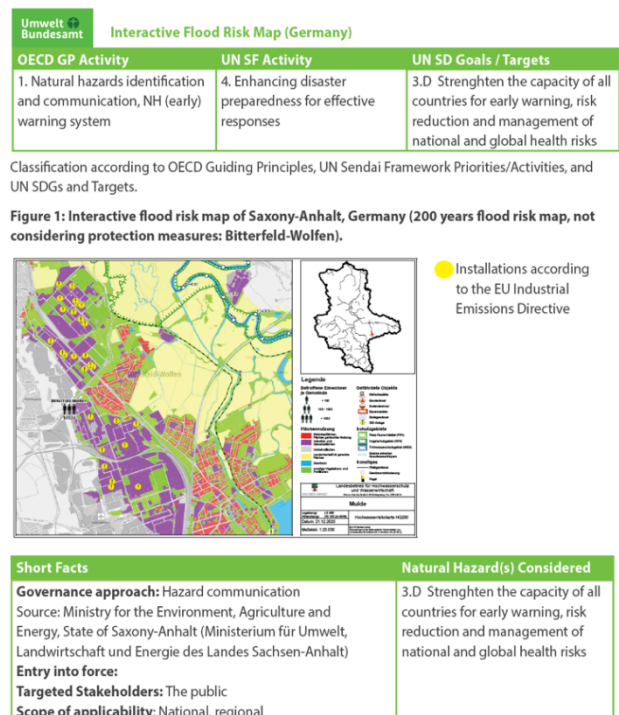 Umwelt
Bundesamt
Interactive Flood Risk Map (Germany)
OECD GP Activity
UN SF Activity
UN SD Goals / Targets
1. Natural hazards identification
and communication, NH (early)
warning system
4. Enhancing disaster
preparedness for effective
responses
3.D Strenghten the capacity of all
countries for early warning, risk
reduction and management of
national and global health risks
Classification according to OECD Guiding Principles, UN Sendai Framework Priorities/Activities, and
UN SDGs and Targets.
Figure 1: Interactive flood risk map of Saxony-Anhalt, Germany (200 years flood risk map, not
considering protection measures: Bitterfeld-Wolfen).
Legende
Mulde
Installations according
to the EU Industrial
Emissions Directive
Short Facts
Natural Hazard(s) Considered
Governance approach: Hazard communication
Source: Ministry for the Environment, Agriculture and
Energy, State of Saxony-Anhalt (Ministerium für Umwelt,
Landwirtschaft und Energie des Landes Sachsen-Anhalt)
Entry into force:
Targeted Stakeholders: The public
Scope of applicability: National, regional
3.D Strenghten the capacity of all
countries for early warning, risk
reduction and management of
national and global health risks